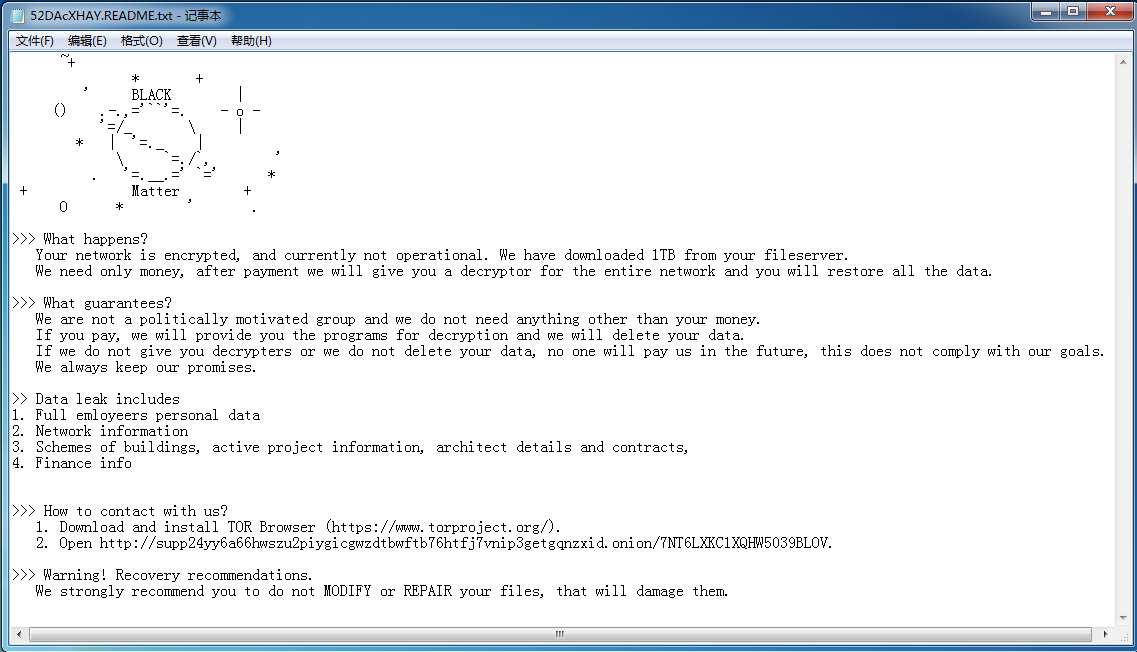 52DAcXHAY.README.txt - 记事本
文件(F) 编辑(E) 格式(O) 查看(V) 帮助(H)
BLACK
Matter
>>> What happens?
Your network is encrypted, and currently not operational. We have downloaded 1TB from your fileserver.
We need only money, after payment we will give you a decryptor for the entire network and you will restore all the data.
>>> What guarantees?
We are not a politically motivated group and we do not need anything other than your money.
If you pay, we will provide you the programs for decryption and we will delete your data.
If we do not give you decrypters or we do not delete your data, no one will pay us in the future, this does not comply with our goals.
We always keep our promises.
>> Data leak includes
1. Full emloyeers personal data
2. Network information
3. Schemes of buildings, active project information, architect details and contracts,
4. Finance info
>>> How to contact with us?
1. Download and install TOR Browser (https://www.torproject.org/).
2. Open http://supp24yy6a66hwszu2piygicgwzdtbwftb76htfj7vnip3getgqnzxid.onion/7NT6LXKC1XQHW5039BLOV.
>>> Warning! Recovery recommendations.
We strongly recommend you to do not MODIFY or REPAIR your files, that will damage them.